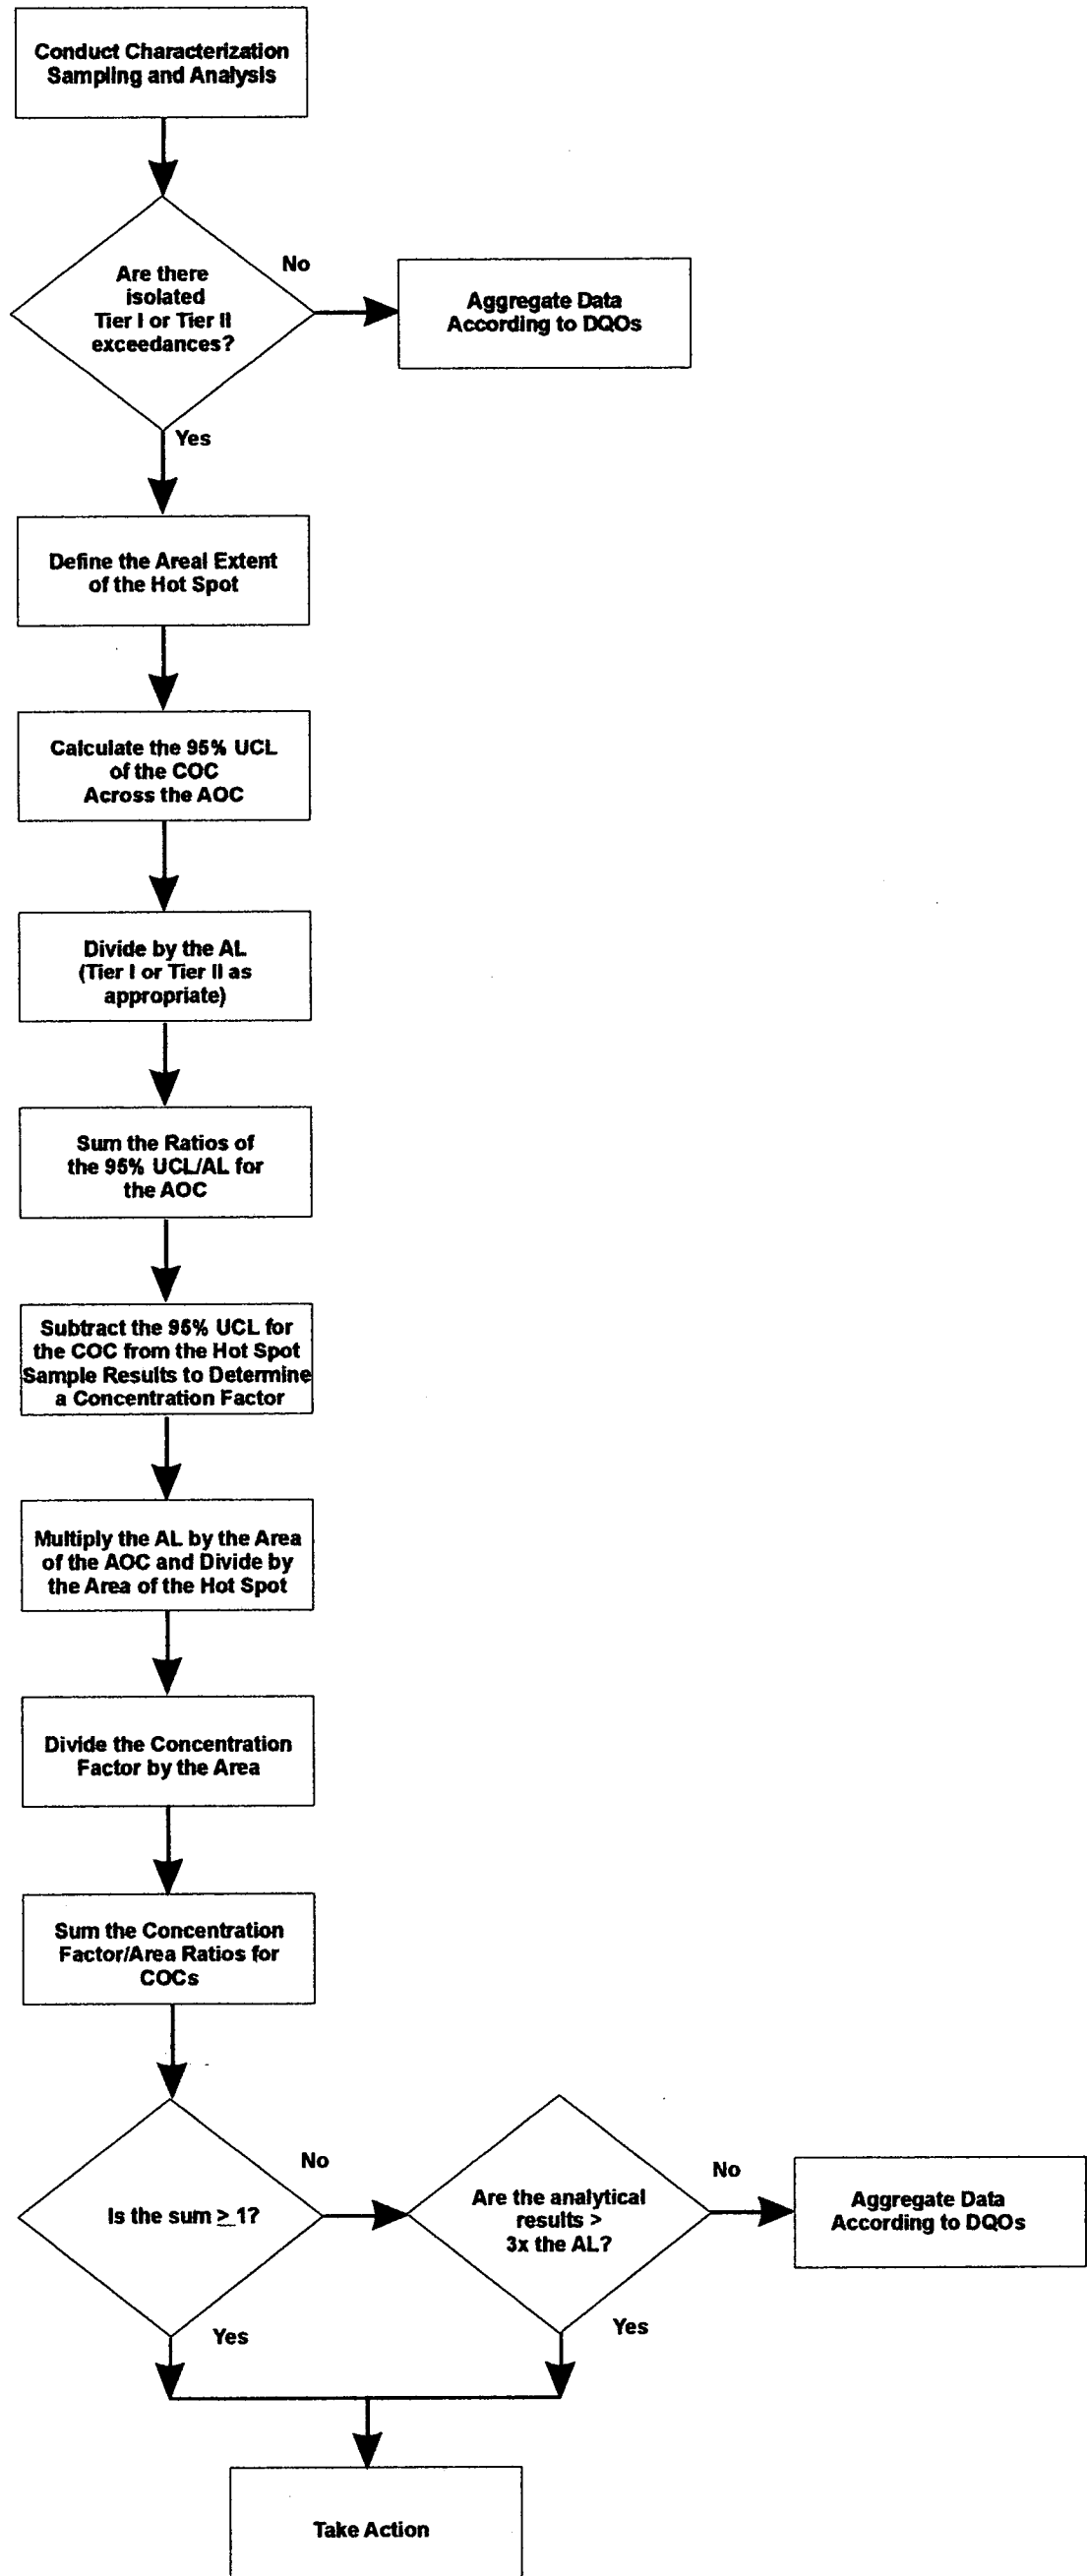 Conduct Characterization
Sampling and Analysis
Are there
isolated
Tier I or Tier II
exceedances?
No
Aggregate Data
According to DQOs
Yes
Define the Areal Extent
of the Hot Spot
Calculate the 95% UCL
of the COC
Across the AOC
Divide by the AL
(Tier I or Tier II as
appropriate)
Sum the Ratios of
the 95% UCL/AL for
the AOC
Subtract the 95% UCL for
the COC from the Hot Spot
Sample Results to Determine
a Concentration Factor
Multiply the AL by the Area
of the AOC and Divide by
the Area of the Hot Spot
Divide the Concentration
Factor by the Area
Sum the Concentration
Factor/Area Ratios for
COCs
Is the sum ≥ 1?
No
Are the analytical
results >
3x the AL?
No
Aggregate Data
According to DQOs
Yes
Yes
Take Action